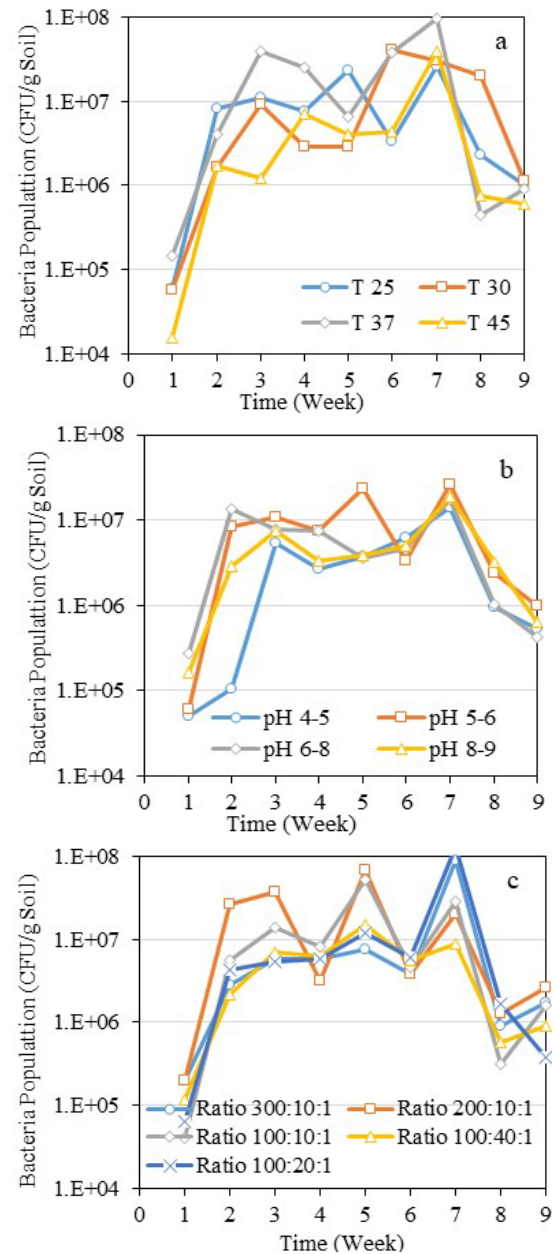 a
1.E+08
1.E+07
1.E+06
1.E+05
1.E+04
Bacteria Population (CFU/g Soil)
T 25 T 30
T 37 T 45
0 1 2 3 4 5 6 7 8 9
Time (Week)
b
1.E+08
1.E+07
1.E+06
1.E+05
1.E+04
Bacteria Population (CFU/g Soil)
pH 4-5 pH 5-6
pH 6-8 pH 8-9
0 1 2 3 4 5 6 7 8 9
Time (Week)
c
1.E+08
1.E+07
1.E+06
1.E+05
1.E+04
Bacteria Population (CFU/g Soil)
Ratio 300:10:1 Ratio 200:10:1
Ratio 100:10:1 Ratio 100:40:1
Ratio 100:20:1
0 1 2 3 4 5 6 7 8 9
Time (Week)